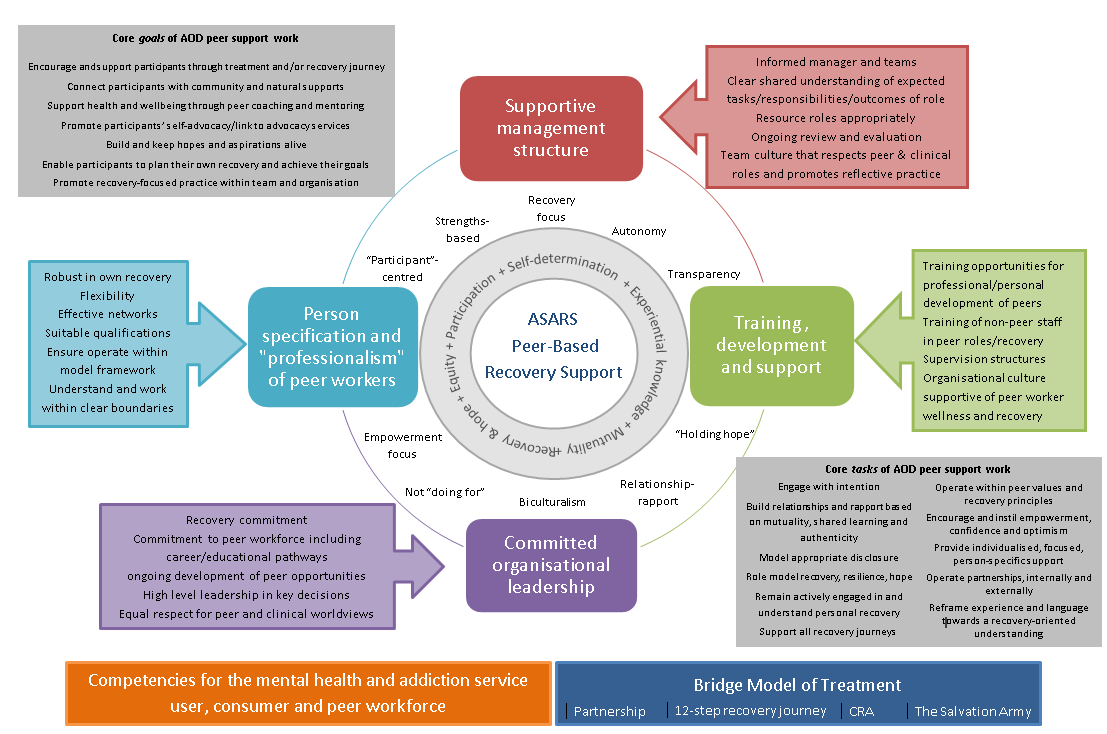 Core goals of AOD peer support work
Encourage and support participants through treatment and/or recovery journey
Connect participants with community and natural supports
Support health and wellbeing through peer coaching and mentoring
Promote participants' self-advocacy/link to advocacy services
Build and keep hopes and aspirations alive
Enable participants to plan their own recovery and achieve their goals
Promote recovery-focused practice within team and organisation
Supportive
management
structure
Informed manager and teams
Clear shared understanding of expected
tasks/responsibilities/outcomes of role
Resource roles appropriately
Ongoing review and evaluation
Team culture that respects peer & clinical
roles and promotes reflective practice
Recovery
focus
Strengths-
based
Autonomy
"Participant"-
centred
Transparency
Robust in own recovery
Flexibility
Effective networks
Suitable qualifications
Ensure operate within
model framework
Understand and work
within clear boundaries
Person
specification and
"professionalism"
of peer workers
+ Equity + Participation + Self-determination + Experiential knowledge + Mutuality +Recovery & hope
ASARS
Peer-Based
Recovery Support
Training,
development
and support
Training opportunities for
professional/personal
development of peers
Training of non-peer staff
in peer roles/recovery
Supervision structures
Organisational culture
supportive of peer worker
wellness and recovery
Empowerment
focus
"Holding hope"
Not "doing for"
Biculturalism
Relationship-
rapport
Recovery commitment
Commitment to peer workforce including
career/educational pathways
ongoing development of peer opportunities
High level leadership in key decisions
Equal respect for peer and clinical worldviews
Committed
organisational
leadership
Core tasks of AOD peer support work
Engage with intention
Build relationships and rapport based
on mutuality, shared learning and
authenticity
Model appropriate disclosure
Role model recovery, resilience, hope
Remain actively engaged in and
understand personal recovery
Support all recovery journeys
Operate within peer values and
recovery principles
Encourage and instil empowerment,
confidence and optimism
Provide individualised, focused,
person-specifics support
Operate partnerships, internally and
externally
Reframe experience and language
towards a recovery-oriented
understanding
Competencies for the mental health and addiction service
user, consumer and peer workforce
Bridge Model of Treatment
Partnership | 12-step recovery journey | CRA | The Salvation Army